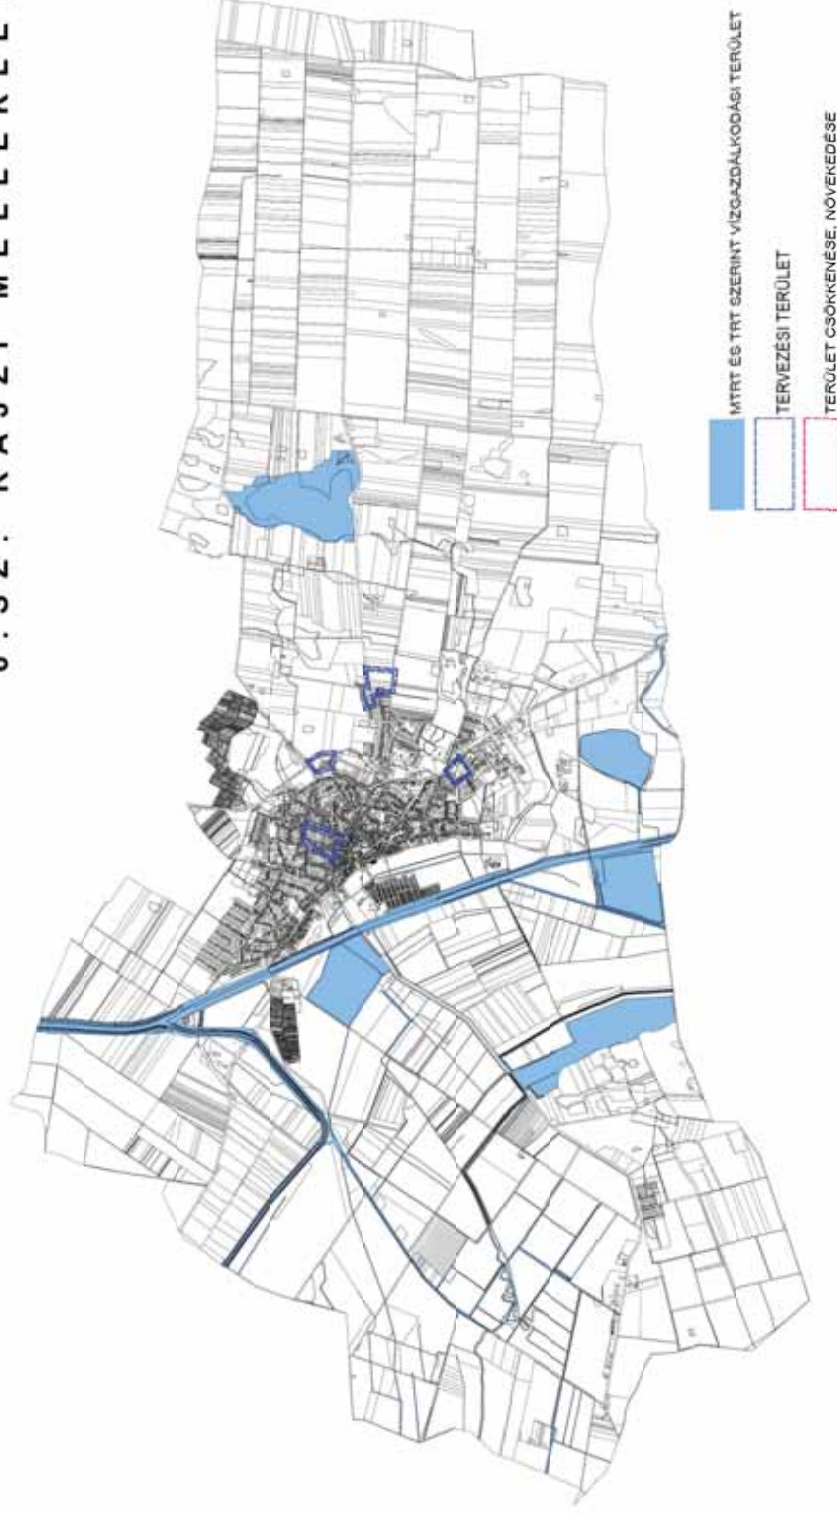 MTRT ÉS TRT SZERINT VÍZGAZDÁLKODÁSI TERÜLET
TERVEZÉSI TERÜLET
TERÜLET CSÖKKENÉSE, NÖVEKEDÉSE